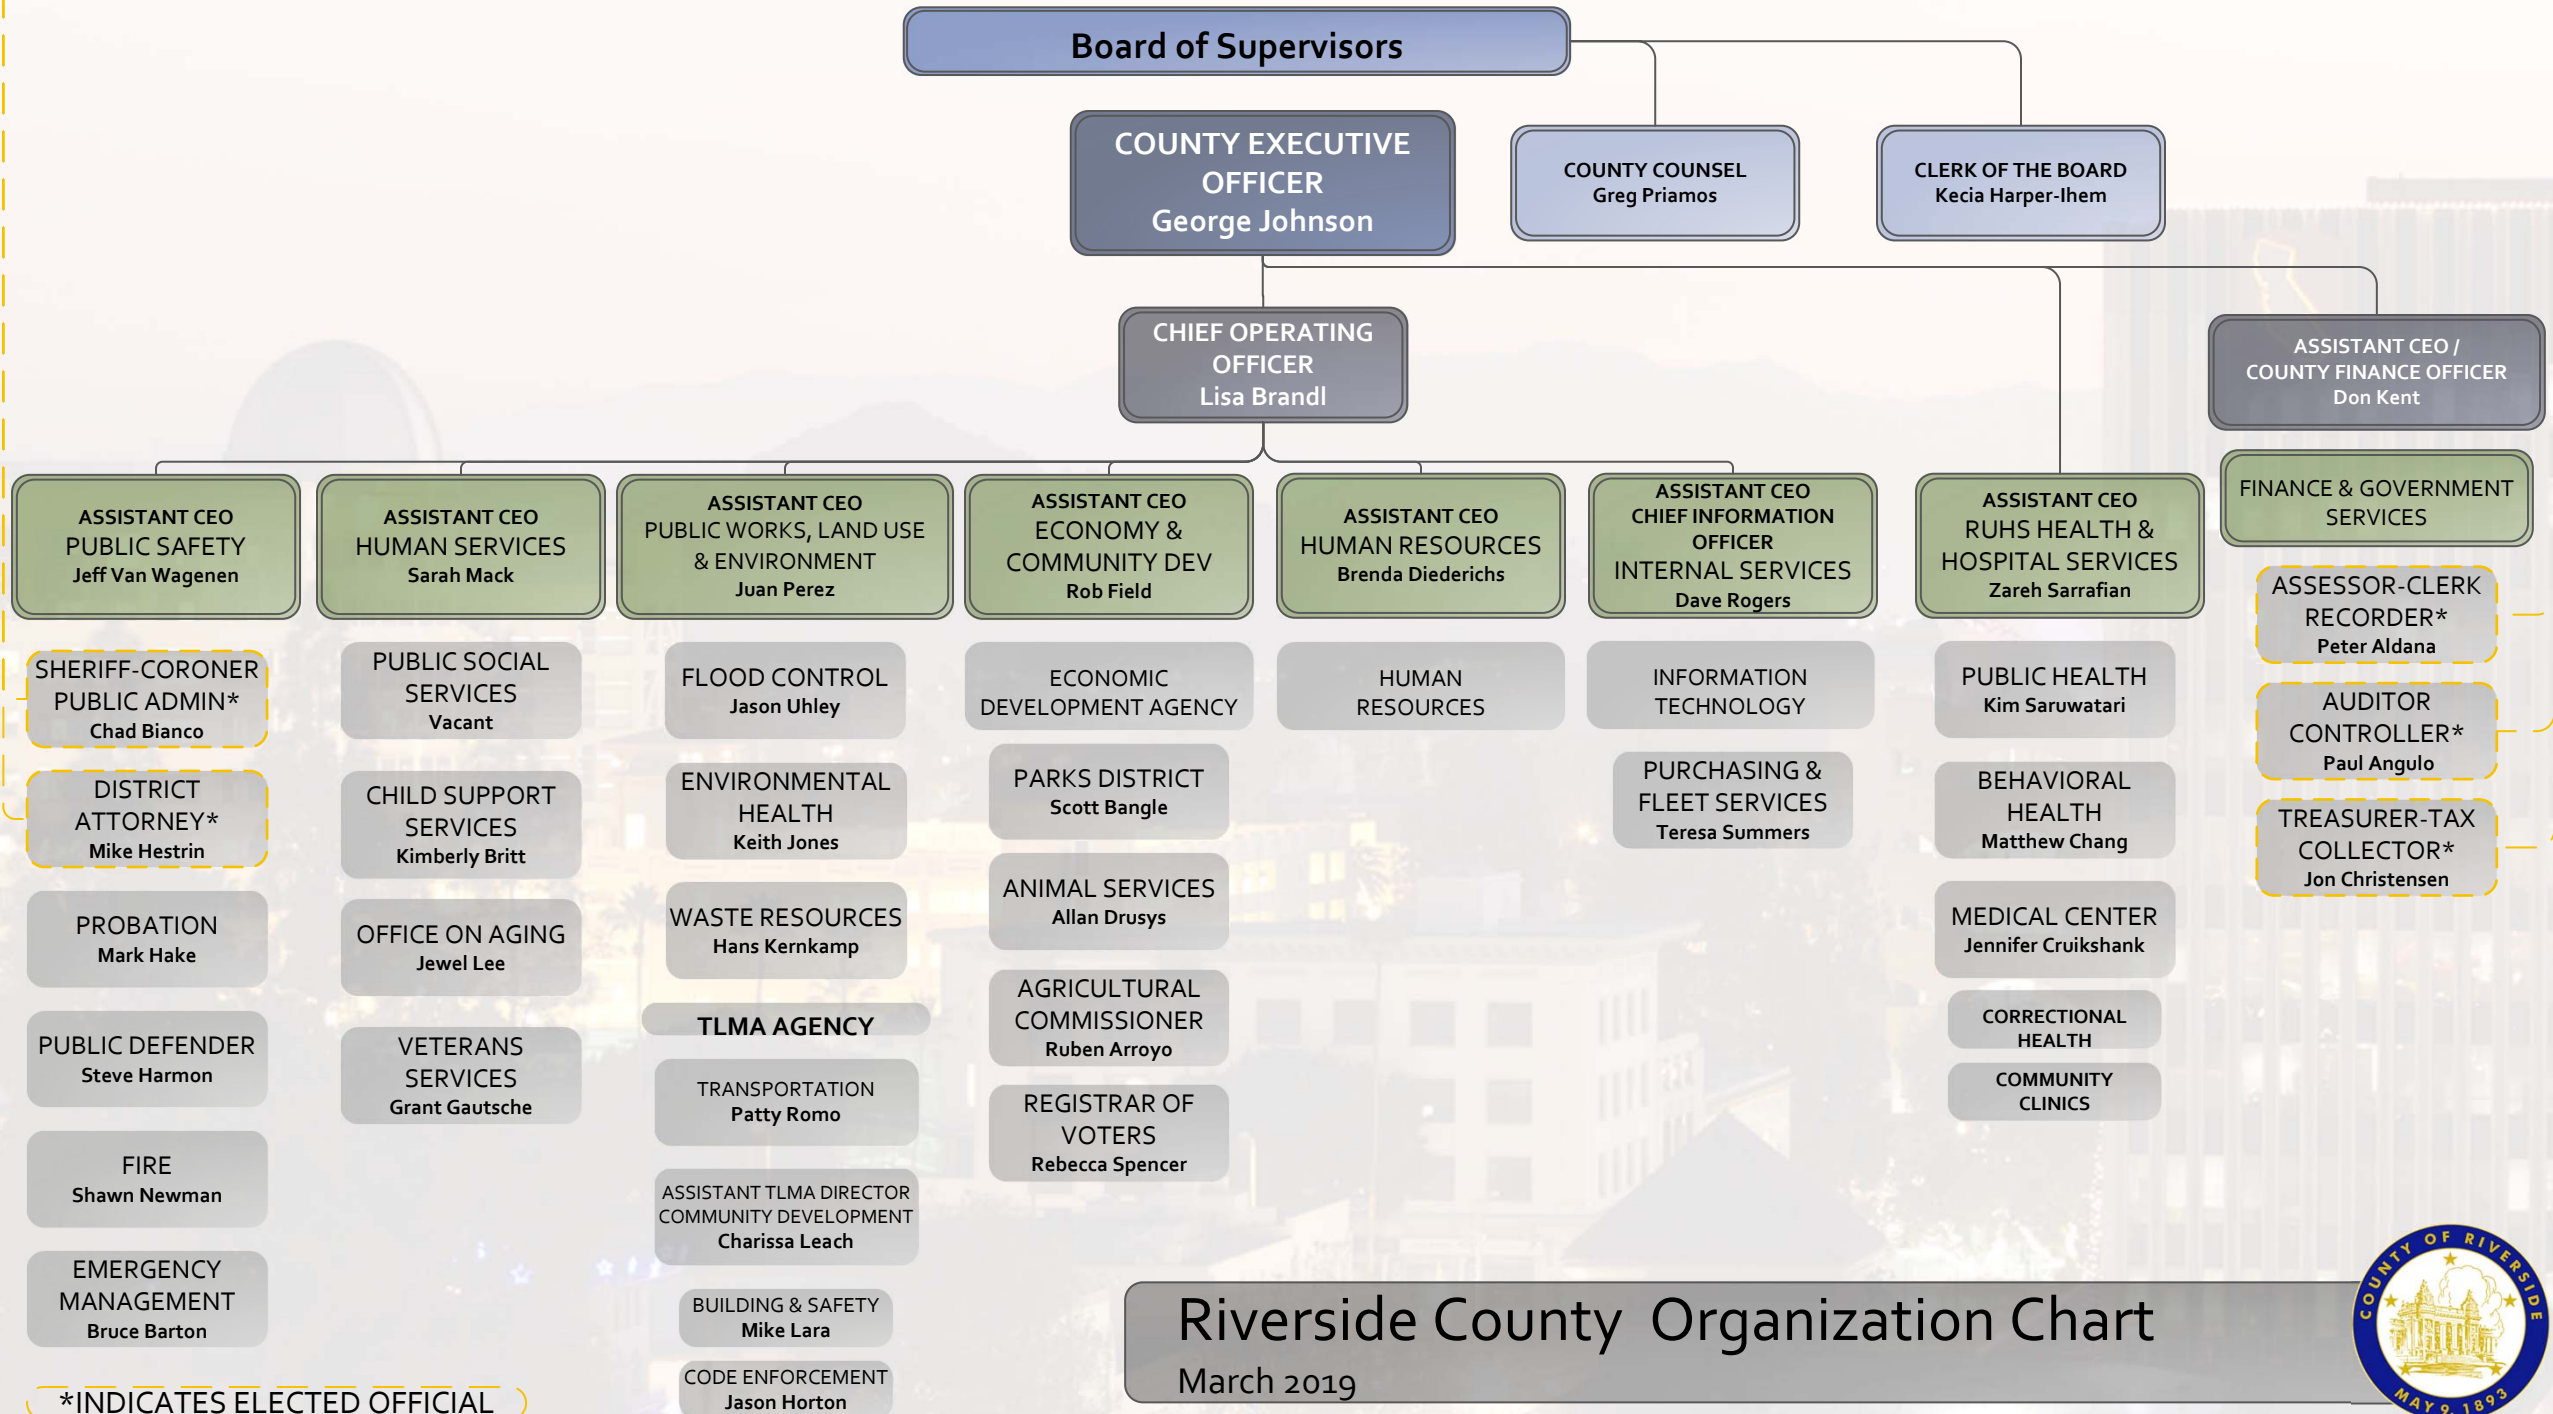 Board of Supervisors
COUNTY EXECUTIVE
OFFICER
George Johnson
COUNTY COUNSEL
Greg Priamos
CLERK OF THE BOARD
Kecia Harper-Ihem
CHIEF OPERATING
OFFICER
Lisa Brandl
ASSISTANT CEO /
COUNTY FINANCE OFFICER
Don Kent
ASSISTANT CEO
PUBLIC SAFETY
Jeff Van Wagenen
SHERIFF-CORONER
PUBLIC ADMIN*
Chad Bianco
DISTRICT
ATTORNEY*
Mike Hestrin
PROBATION
Mark Hake
PUBLIC DEFENDER
Steve Harmon
FIRE
Shawn Newman
EMERGENCY
MANAGEMENT
Bruce Barton
ASSISTANT CEO
HUMAN SERVICES
Sarah Mack
PUBLIC SOCIAL
SERVICES
Vacant
CHILD SUPPORT
SERVICES
Kimberly Britt
OFFICE ON AGING
Jewel Lee
VETERANS
SERVICES
Grant Gautsche
ASSISTANT CEO
PUBLIC WORKS, LAND USE
& ENVIRONMENT
Juan Perez
FLOOD CONTROL
Jason Uhley
ENVIRONMENTAL
HEALTH
Keith Jones
WASTE RESOURCES
Hans Kernkamp
TLMA AGENCY
TRANSPORTATION
Patty Romo
ASSISTANT TLMA DIRECTOR
COMMUNITY DEVELOPMENT
Charissa Leach
BUILDING & SAFETY
Mike Lara
CODE ENFORCEMENT
Jason Horton
ASSISTANT CEO
ECONOMY &
COMMUNITY DEV
Rob Field
ECONOMIC
DEVELOPMENT AGENCY
PARKS DISTRICT
Scott Bangle
ANIMAL SERVICES
Allan Drusys
AGRICULTURAL
COMMISSIONER
Ruben Arroyo
REGISTRAR OF
VOTERS
Rebecca Spencer
ASSISTANT CEO
HUMAN RESOURCES
Brenda Diederichs
HUMAN
RESOURCES
ASSISTANT CEO
CHIEF INFORMATION
OFFICER
INTERNAL SERVICES
Dave Rogers
INFORMATION
TECHNOLOGY
PURCHASING &
FLEET SERVICES
Teresa Summers
ASSISTANT CEO
RUHS HEALTH &
HOSPITAL SERVICES
Zareh Sarrafian
PUBLIC HEALTH
Kim Saruwatari
BEHAVIORAL
HEALTH
Matthew Chang
MEDICAL CENTER
Jennifer Cruikshank
CORRECTIONAL
HEALTH
COMMUNITY
CLINICS
FINANCE & GOVERNMENT
SERVICES
ASSESSOR-CLERK
RECORDER*
Peter Aldana
AUDITOR
CONTROLLER*
Paul Angulo
TREASURER-TAX
COLLECTOR*
Jon Christensen
*INDICATES ELECTED OFFICIAL
Riverside County Organization Chart
March 2019
COUNTY OF RIVERSIDE
MAY 9, 1893